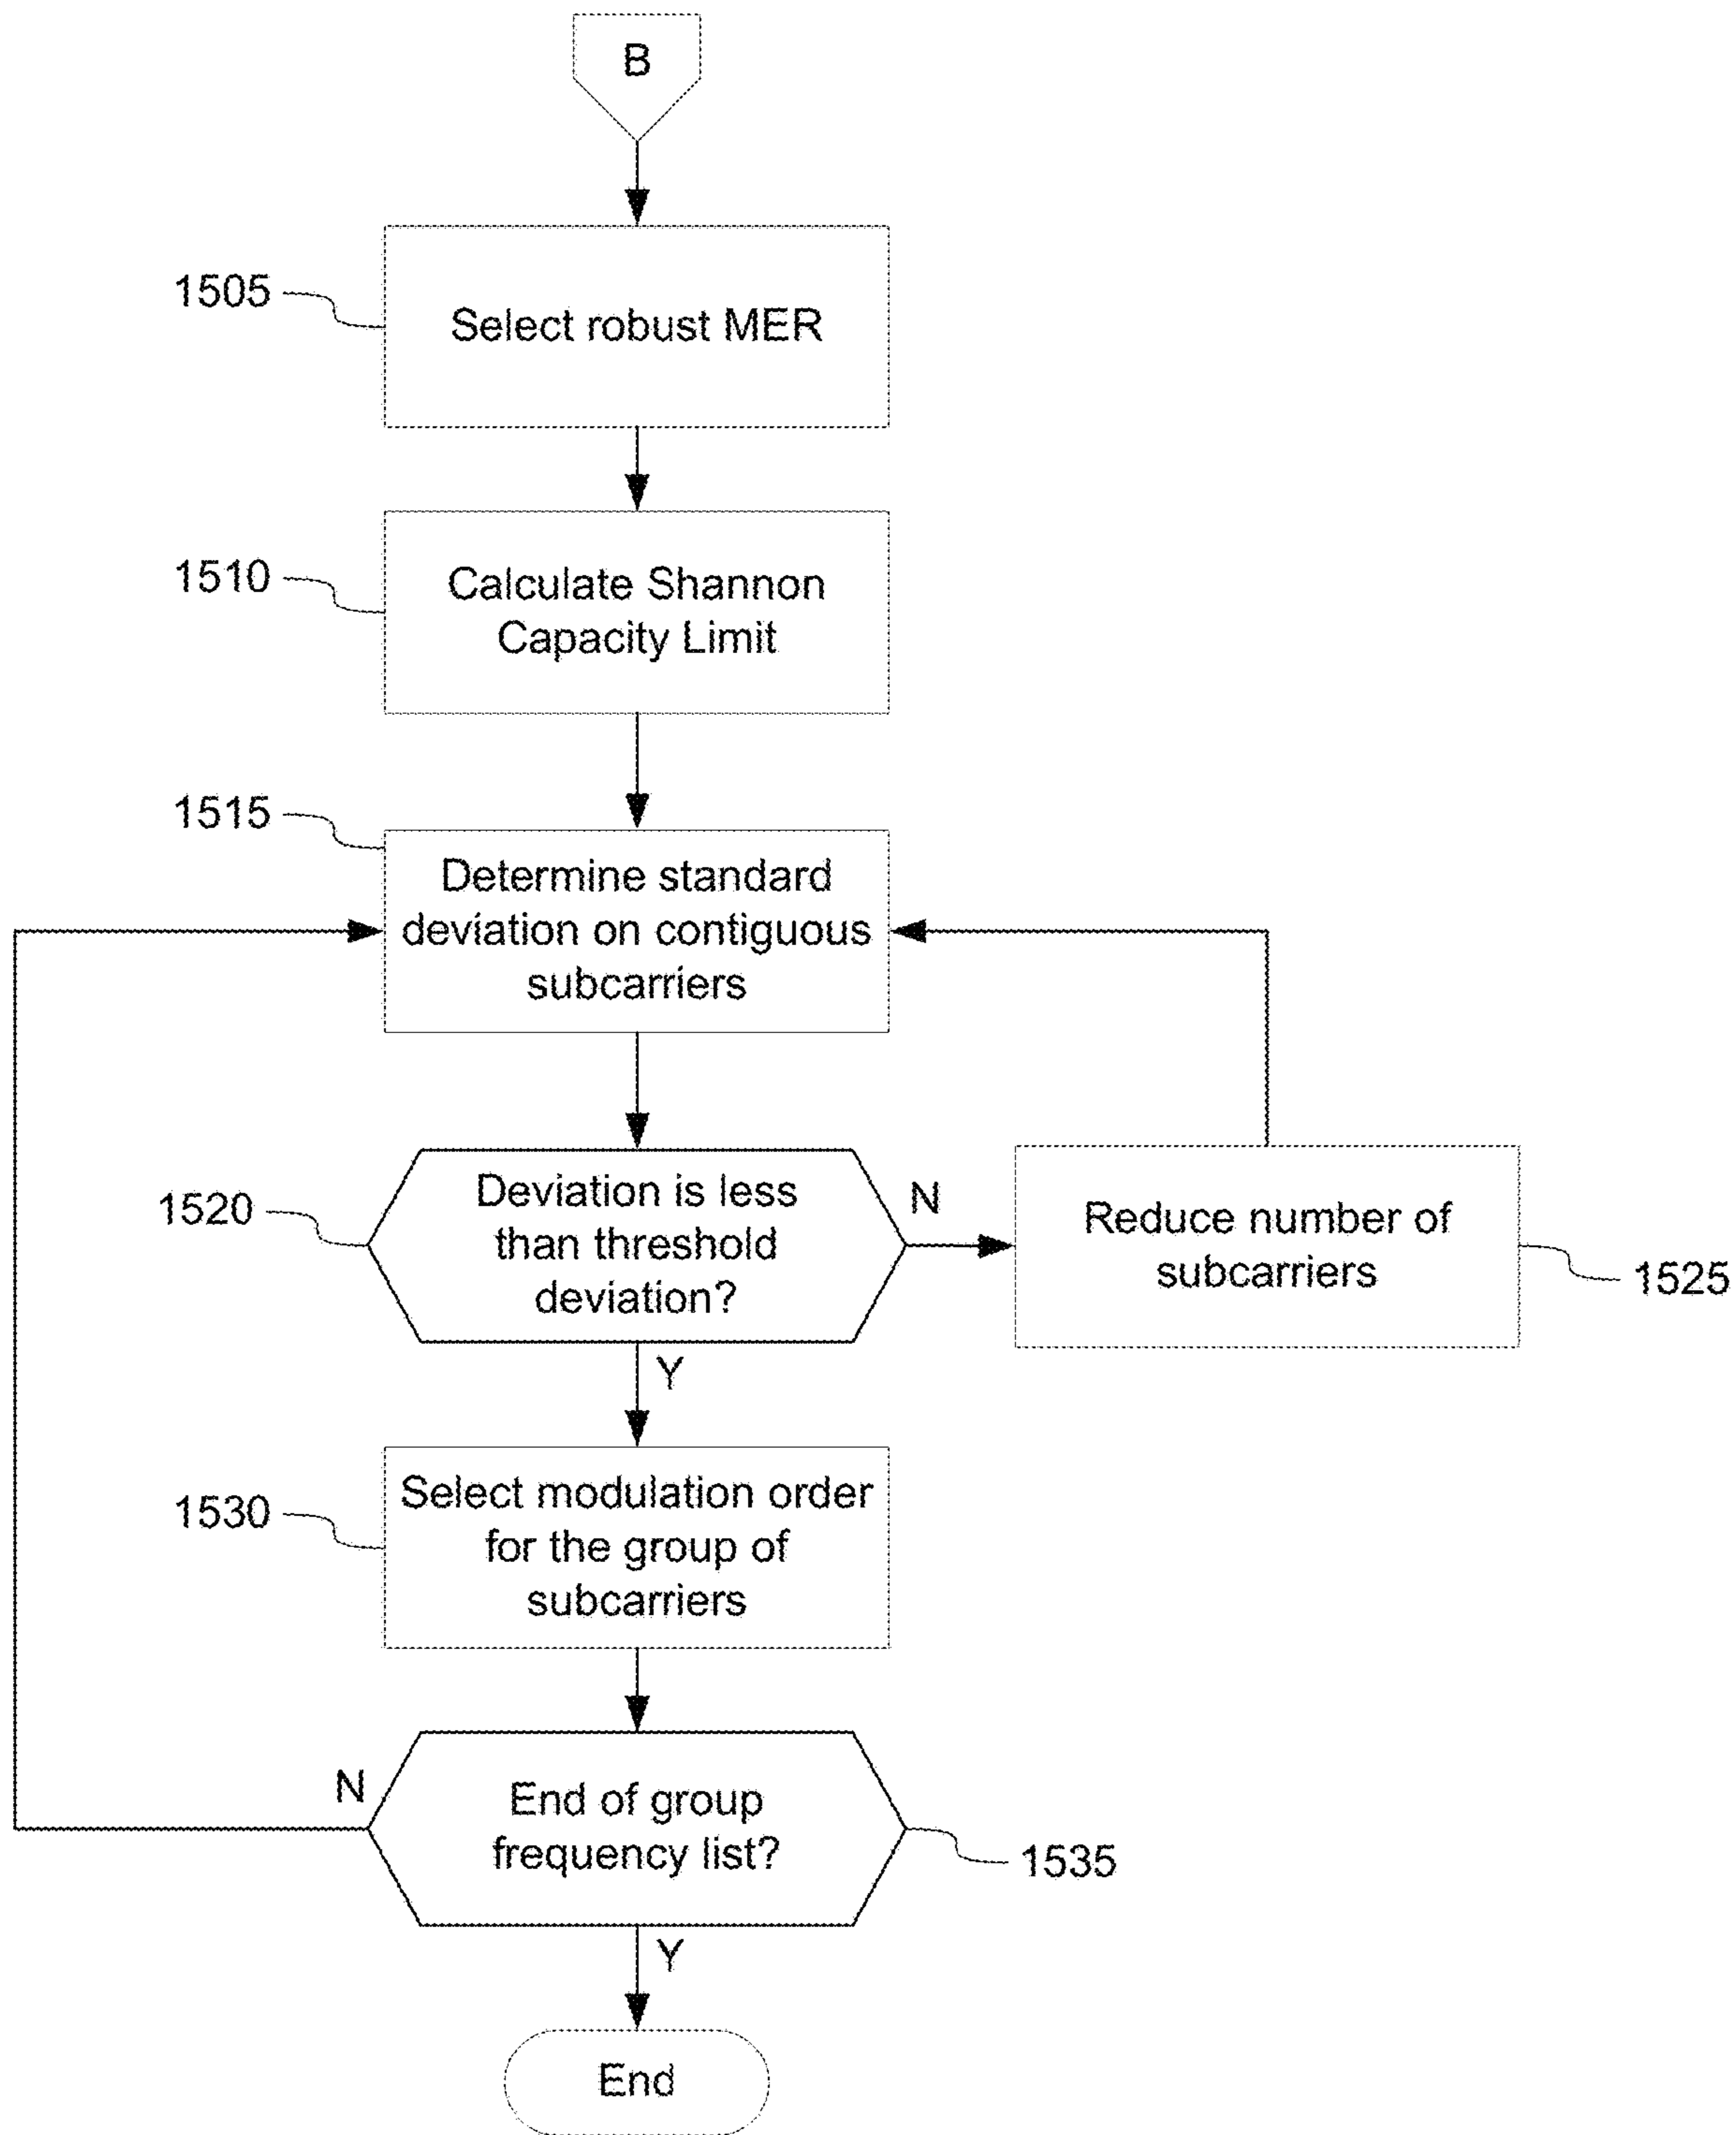 B
1505
Select robust MER
1510
Calculate Shannon
Capacity Limit
1515
Determine standard
deviation on contiguous
subcarriers
1520
Deviation is less
than threshold
deviation?
N
Reduce number of
subcarriers
1525
Y
1530
Select modulation order
for the group of
subcarriers
N
End of group
frequency list?
1535
Y
End